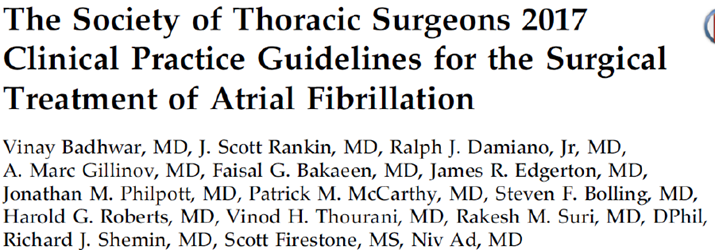 The Society of Thoracic Surgeons 2017
Clinical Practice Guidelines for the Surgical
Treatment of Atrial Fibrillation
Vinay Badhwar, MD, J. Scott Rankin, MD, Ralph J. Damiano, Jr, MD,
A. Marc Gillinov, MD, Faisal G. Bakaeen, MD, James R. Edgerton, MD,
Jonathan M. Philpott, MD, Patrick M. McCarthy, MD, Steven F. Bolling, MD,
Harold G. Roberts, MD, Vinod H. Thourani, MD, Rakesh M. Suri, MD, DPhil,
Richard J. Shemin, MD, Scott Firestone, MS, Niv Ad, MD